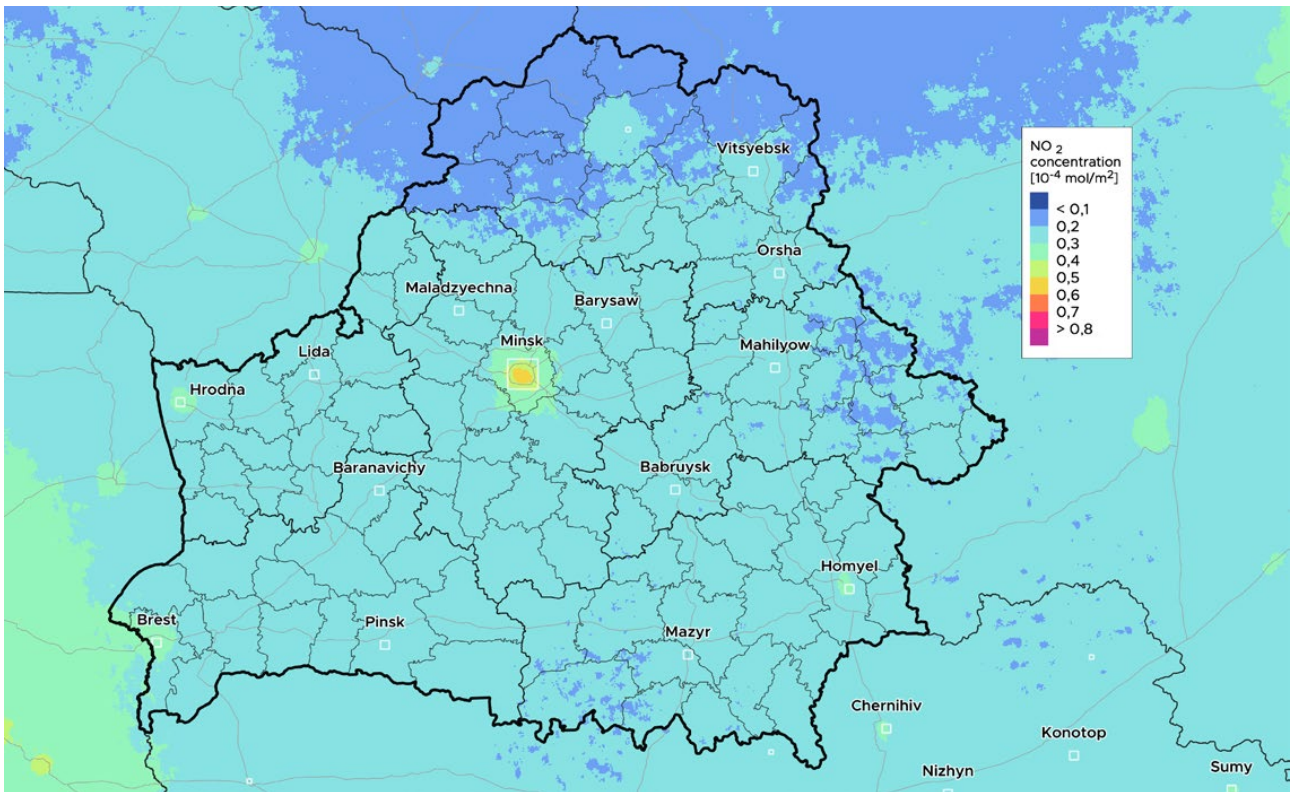 Vitsyebsk
NO 2
concentration
[10⁻⁴ mol/m²]
< 0,1
0,2
0,3
0,4
0,5
0,6
0,7
> 0,8
Orsha
Maladzyechna
Barysaw
Minsk
Mahilyow
Lida
Hrodna
Baranavichy
Babruysk
Homyel
Brest
Pinsk
Mazyr
Chernihiv
Konotop
Nizhyn
Sumy